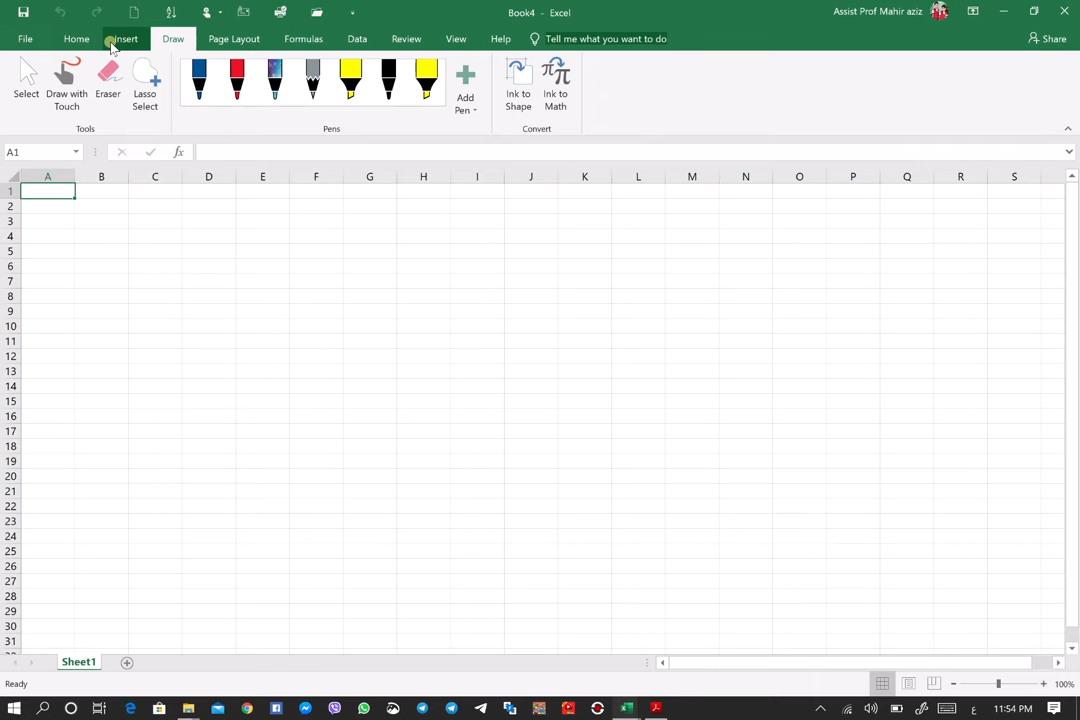 Book4 - Excel
Assist Prof Mahir aziz
File
Home
Insert
Draw
Page Layout
Formulas
Data
Review
View
Help
Tell me what you want to do
Share
Select
Draw with Touch
Eraser
Lasso Select
Add Pen
Ink to Shape
Ink to Math
Tools
Pens
Convert
A1
fx
A B C D E F G H I J K L M N O P Q R S
1
2
3
4
5
6
7
8
9
10
11
12
13
14
15
16
17
18
19
20
21
22
23
24
25
26
27
28
29
30
31
Sheet1
Ready
100%
ع
11:54 PM